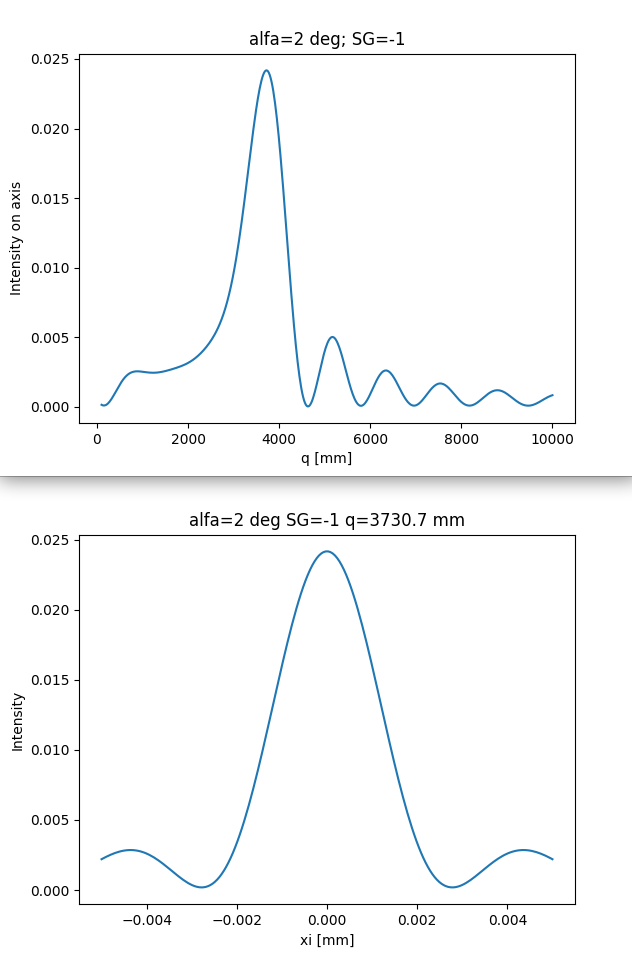 alfa=2 deg; SG=-1
0.025
0.020
0.015
0.010
0.005
0.000
Intensity on axis
0 2000 4000 6000 8000 10000
q [mm]
alfa=2 deg SG=-1 q=3730.7 mm
0.025
0.020
0.015
0.010
0.005
0.000
Intensity
−0.004 −0.002 0.000 0.002 0.004
xi [mm]